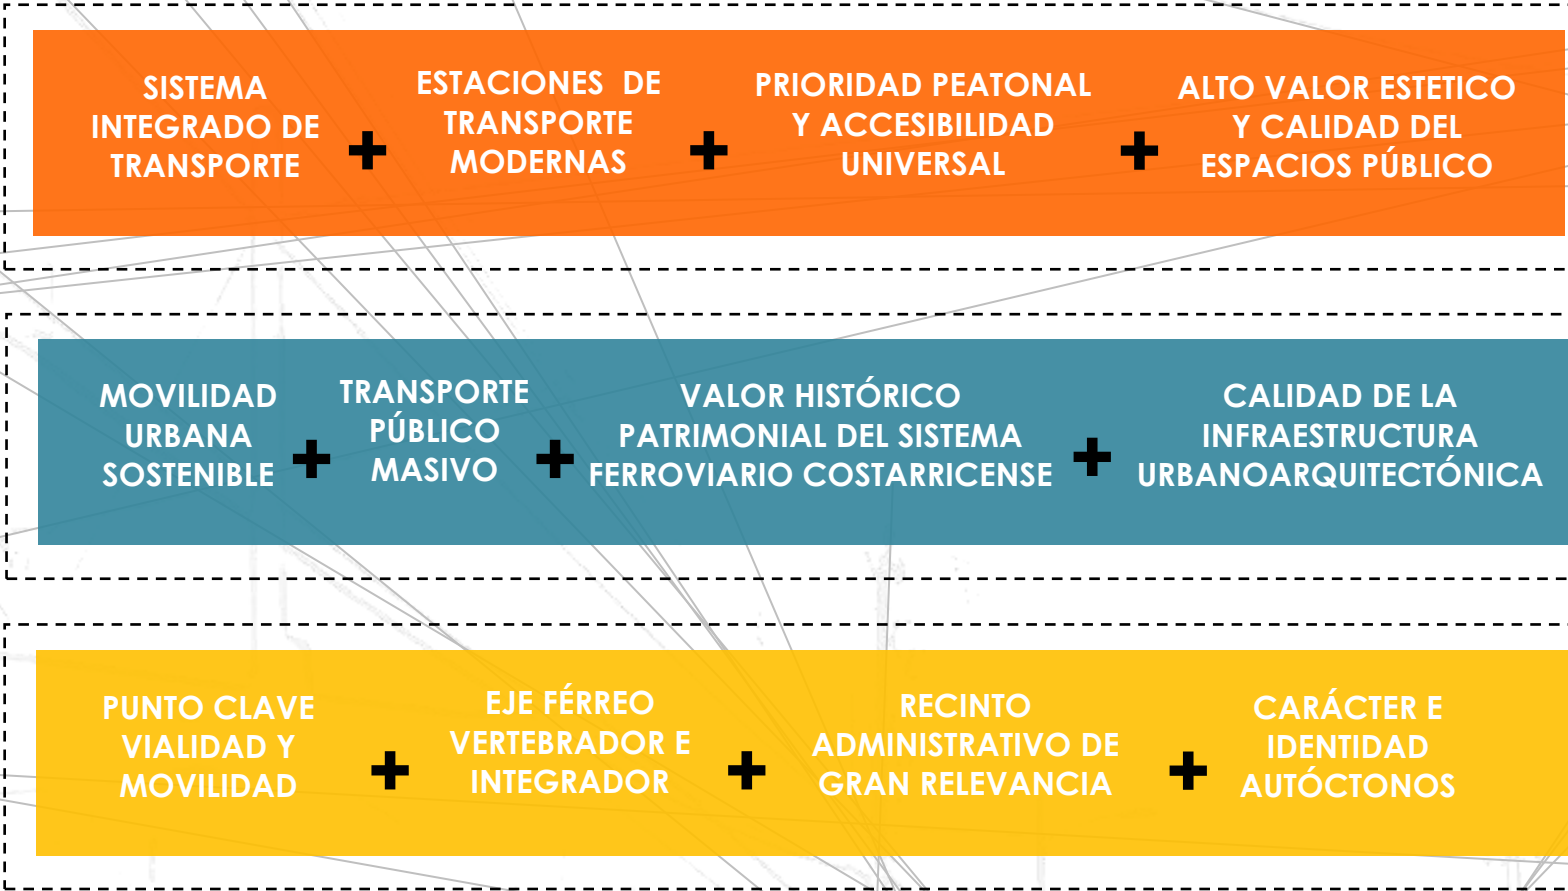 SISTEMA
INTEGRADO DE
TRANSPORTE
+
ESTACIONES DE
TRANSPORTE
MODERNAS
+
PRIORIDAD PEATONAL
Y ACCESIBILIDAD
UNIVERSAL
+
ALTO VALOR ESTETICO
Y CALIDAD DEL
ESPACIOS PÚBLICO
MOVILIDAD
URBANA
SOSTENIBLE
+
TRANSPORTE
PÚBLICO
MASIVO
+
VALOR HISTÓRICO
PATRIMONIAL DEL SISTEMA
FERROVIARIO COSTARRICENSE
+
CALIDAD DE LA
INFRAESTRUCTURA
URBANOARQUITECTÓNICA
PUNTO CLAVE
VIALIDAD Y
MOVILIDAD
+
EJE FÉRREO
VERTEBRADOR E
INTEGRADOR
+
RECINTO
ADMINISTRATIVO DE
GRAN RELEVANCIA
+
CARÁCTER E
IDENTIDAD
AUTÓCTONOS